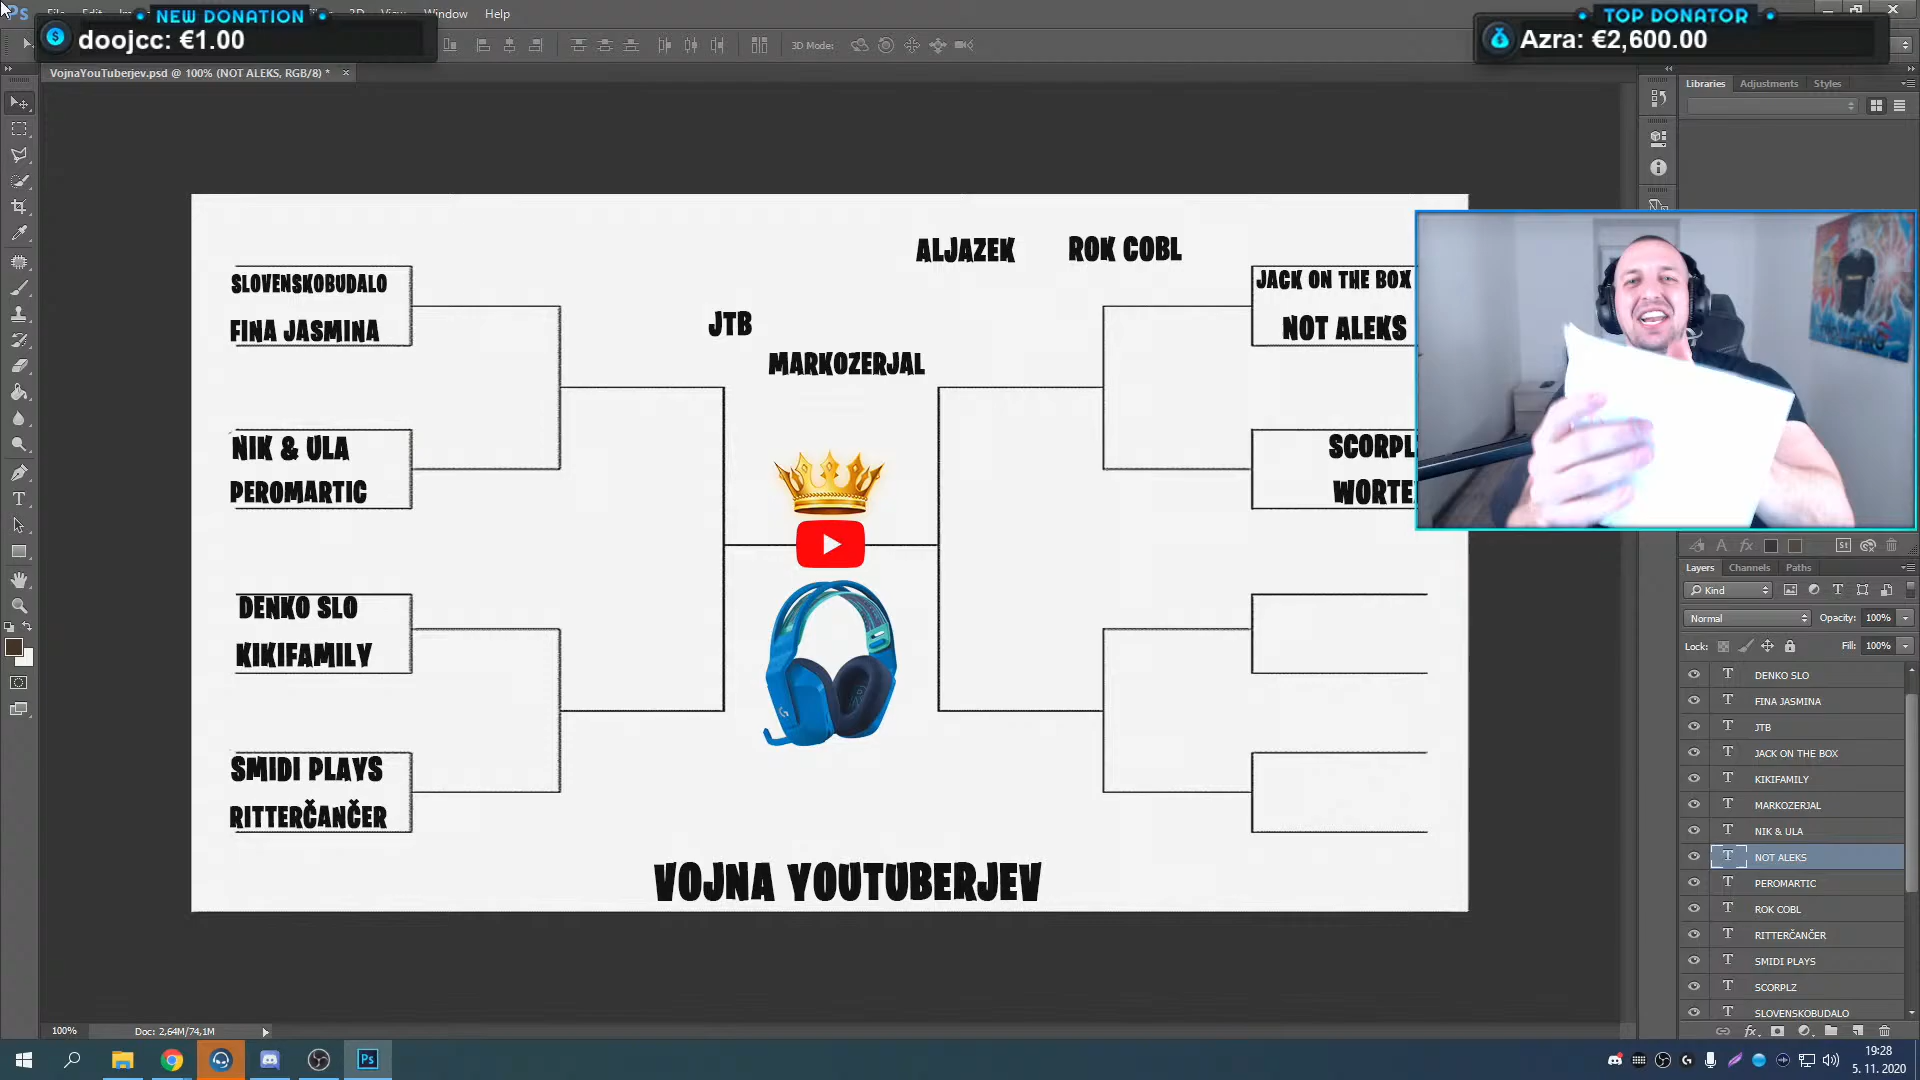 NEW DONATION
doojcc: €1.00
TOP DONATOR
Azra: €2,600.00
Window Help
3D Mode:
VojnaYouTuberjev.psd @ 100% (NOT ALEKS, RGB/8) *
Libraries Adjustments Styles
ALJAZEK ROK COBL
SLOVENSKOBUDALO
FINA JASMINA
JTB
MARKOZERJAL
JACK ON THE BOX
NOT ALEKS
NIK & ULA
PEROMARTIC
SCORPL
WORTE
DENKO SLO
KIKIFAMILY
SMIDI PLAYS
RITTERČANČER
VOJNA YOUTUBERJEV
Layers Channels Paths
Kind
Normal Opacity: 100%
Lock: Fill: 100%
DENKO SLO
FINA JASMINA
JTB
JACK ON THE BOX
KIKIFAMILY
MARKOZERJAL
NIK & ULA
NOT ALEKS
PEROMARTIC
ROK COBL
RITTERČANČER
SMIDI PLAYS
SCORPLZ
SLOVENSKOBUDALO
100% Doc: 2,64M/74,1M
Ps
19:28
5. 11. 2020